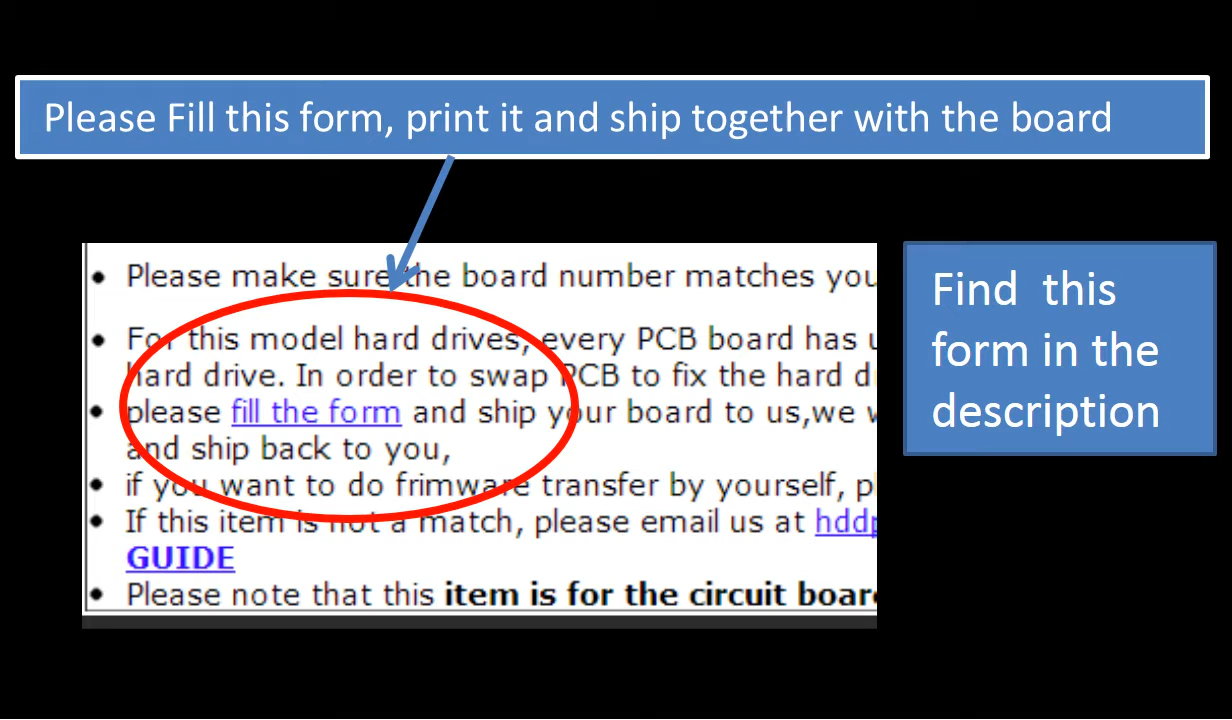 Please Fill this form, print it and ship together with the board
Please make sure the board number matches
For this model hard drives, every PCB board has
hard drive. In order to swap PCB to fix the hard
please fill the form and ship your board to us,we
and ship back to you,
if you want to do frimware transfer by yourself,
If this item is not a match, please email us at
GUIDE
Please note that this item is for the circuit
Find this
form in the
description